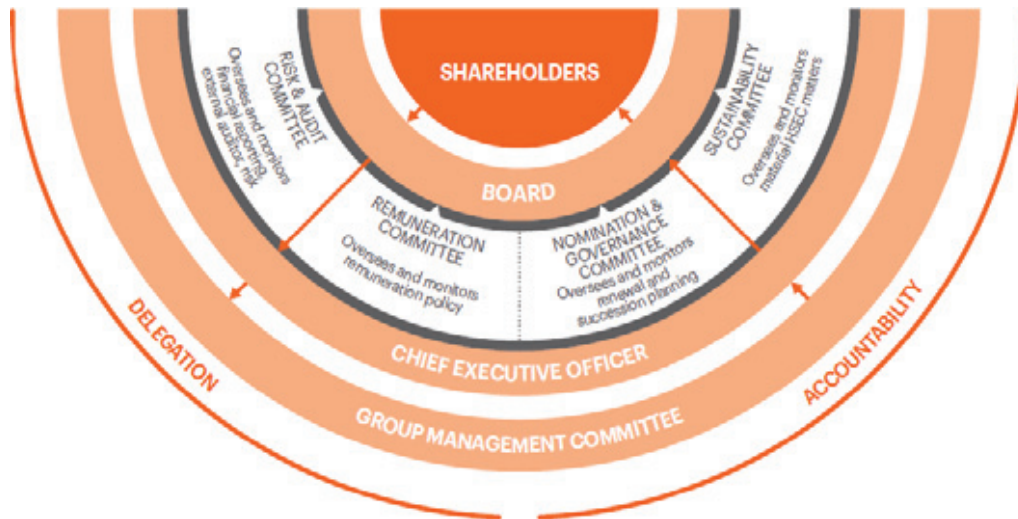 SHAREHOLDERS
BOARD
RISK & AUDIT
COMMITTEE
Oversees and monitors
financial reporting,
external auditor, risk
REMUNERATION
COMMITTEE
Oversees and monitors
remuneration policy
NOMINATION &
GOVERNANCE
COMMITTEE
Oversees and monitors
renewal and
succession planning
SUSTAINABILITY
COMMITTEE
Oversees and monitors
material HSEC matters
CHIEF EXECUTIVE OFFICER
GROUP MANAGEMENT COMMITTEE
DELEGATION
ACCOUNTABILITY